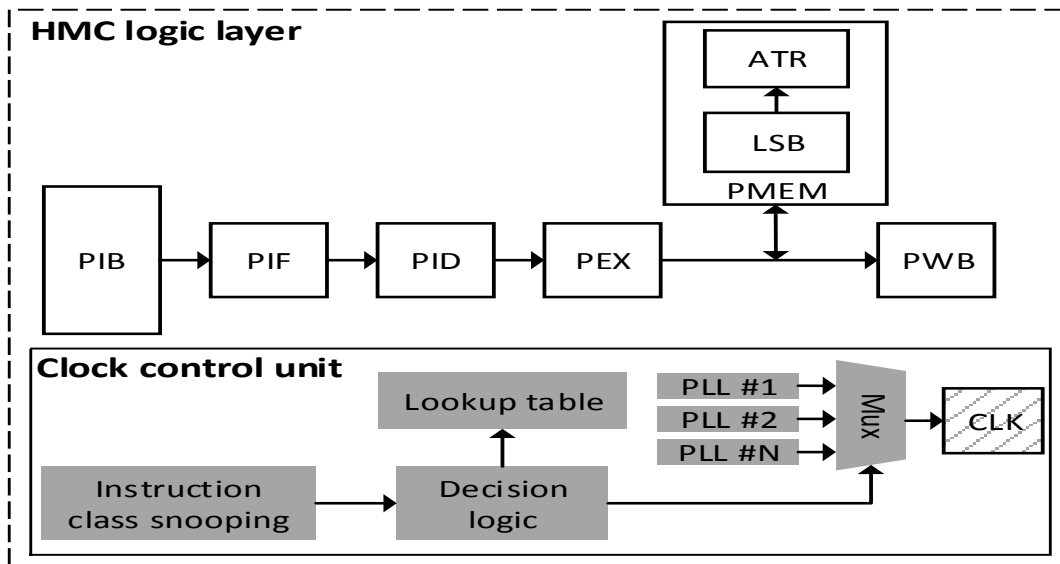 HMC logic layer
ATR
LSB
PMEM
PIB
PIF
PID
PEX
PWB
Clock control unit
Lookup table
PLL #1
PLL #2
PLL #N
Mux
CLK
Instruction
class snooping
Decision
logic